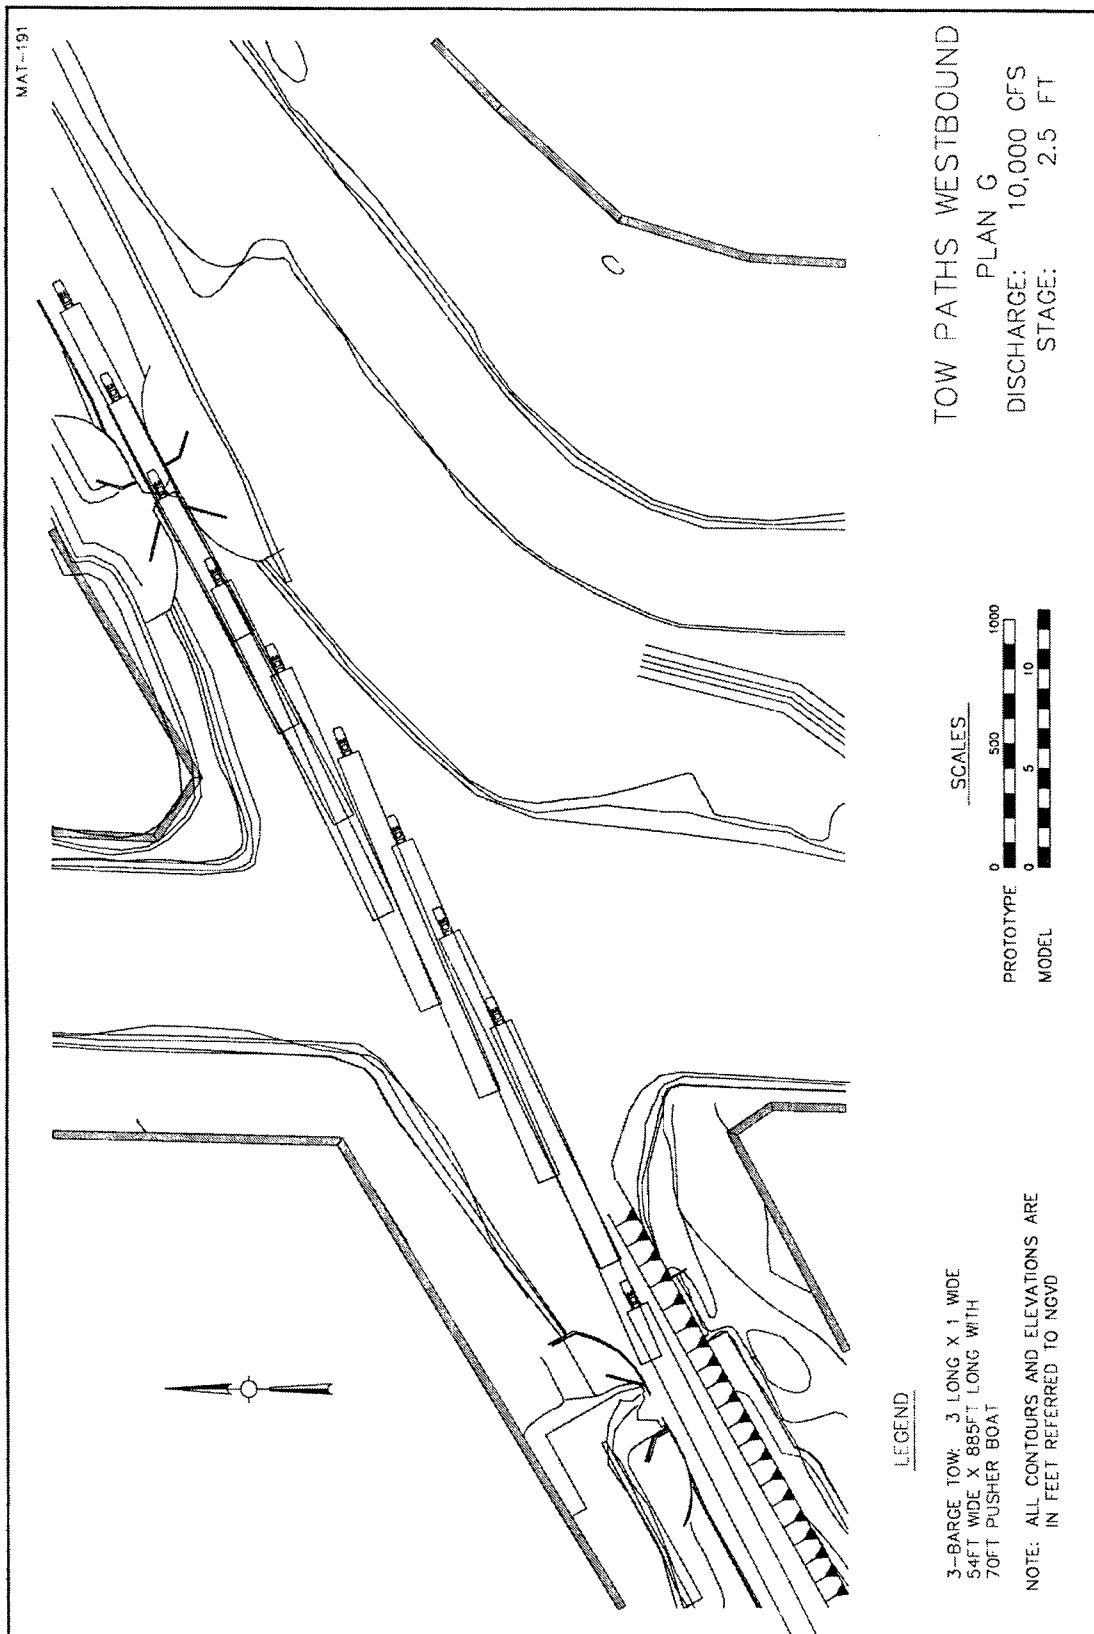 MAT-191
TOW PATHS WESTBOUND
PLAN G
DISCHARGE: 10,000 CFS
STAGE: 2.5 FT
SCALES
PROTOTYPE 0 500 1000
MODEL 0 5 10
LEGEND
3-BARGE TOW: 3 LONG X 1 WIDE
54FT WIDE X 885FT LONG WITH
70FT PUSHER BOAT
NOTE: ALL CONTOURS AND ELEVATIONS ARE
IN FEET REFERRED TO NGVD